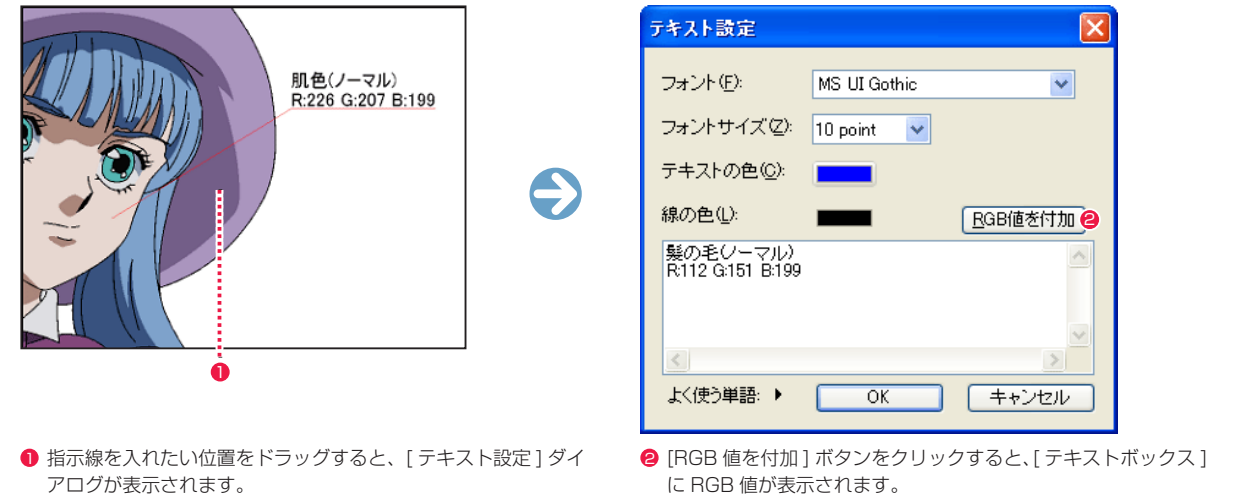 肌色(ノーマル)
R:226 G:207 B:199
❶
テキスト設定
フォント(F):
MS UI Gothic
フォントサイズ(Z):
10 point
テキストの色(C):
線の色(L):
RGB値を付加 ❷
髪の毛(ノーマル)
R:112 G:151 B:199
よく使う単語:
OK
キャンセル
❶ 指示線を入れたい位置をドラッグすると、[ テキスト設定 ] ダイ
アログが表示されます。
❷ [RGB 値を付加 ] ボタンをクリックすると、[ テキストボックス ]
に RGB 値が表示されます。